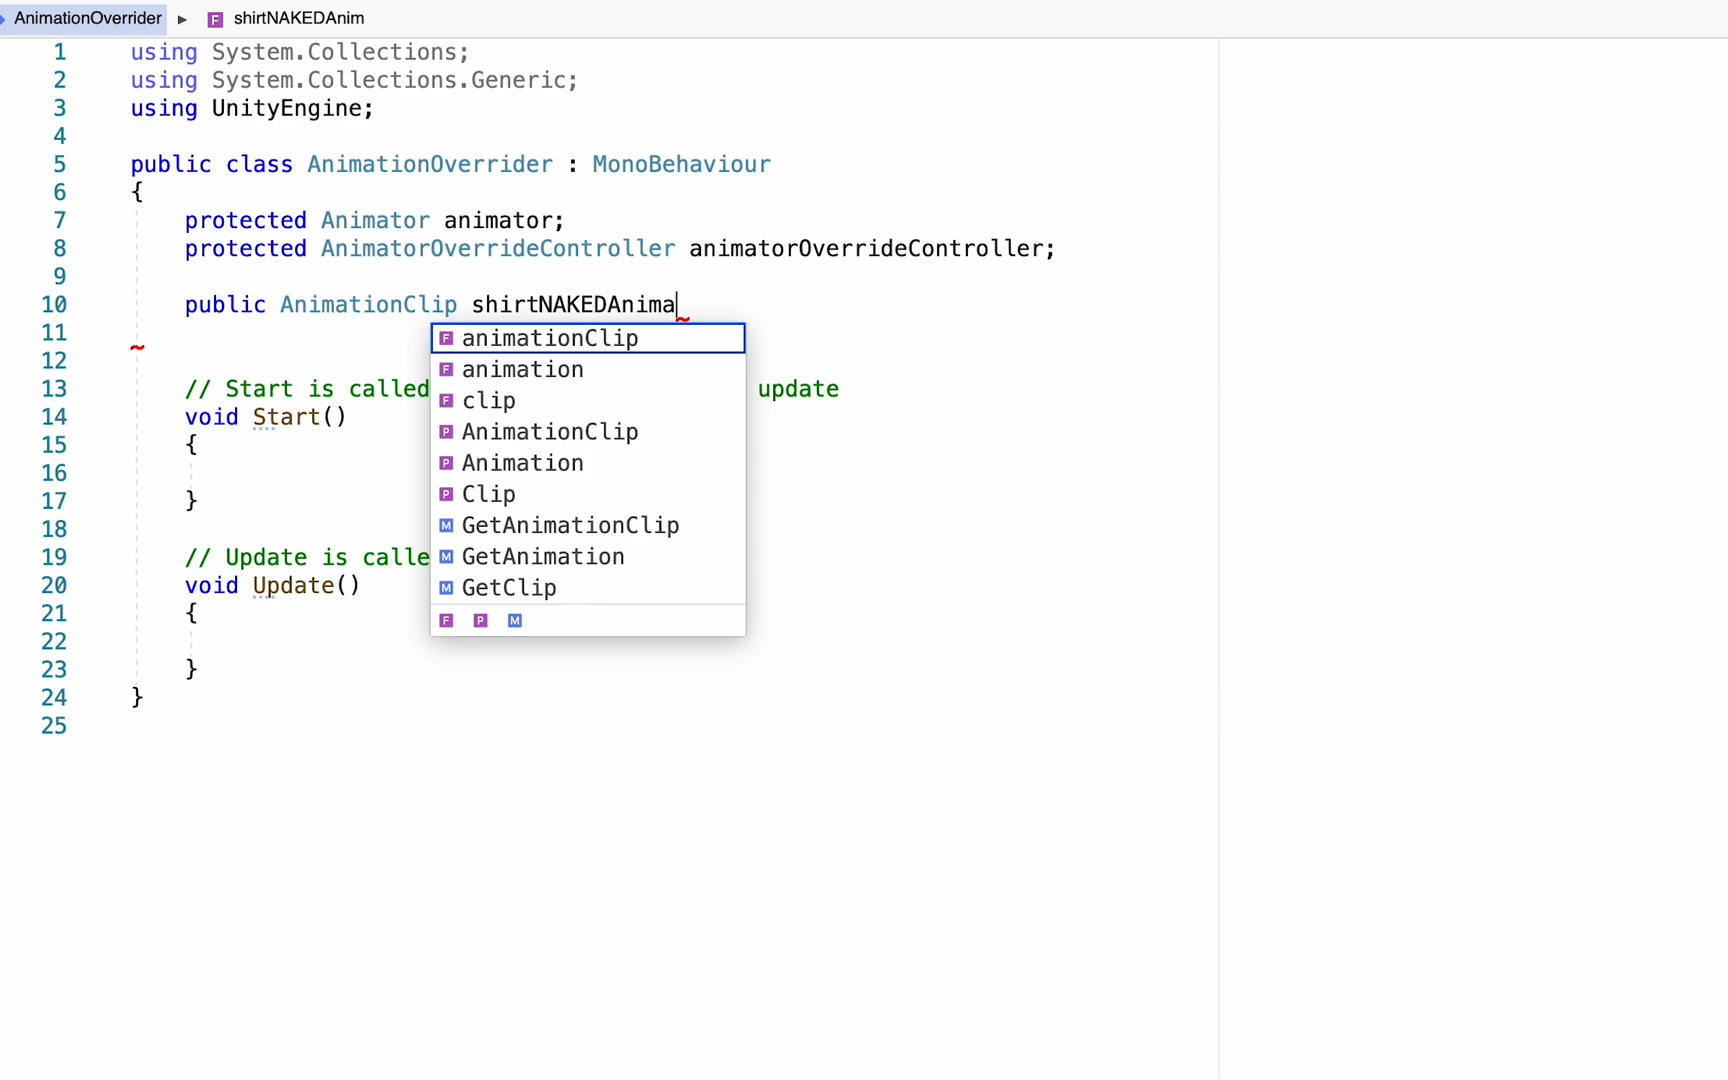 AnimationOverrider ▸ F shirtNAKEDAnim
1 using System.Collections;
2 using System.Collections.Generic;
3 using UnityEngine;
4
5 public class AnimationOverrider : MonoBehaviour
6 {
7 protected Animator animator;
8 protected AnimatorOverrideController animatorOverrideController;
9
10 public AnimationClip shirtNAKEDAnima
11
F animationClip
12
F animation
13 // Start is called update
F clip
14 void Start()
P AnimationClip
15 {
P Animation
16
P Clip
17 }
18
M GetAnimationClip
19 // Update is calle
M GetAnimation
20 void Update()
M GetClip
21 {
F P M
22
23 }
24 }
25